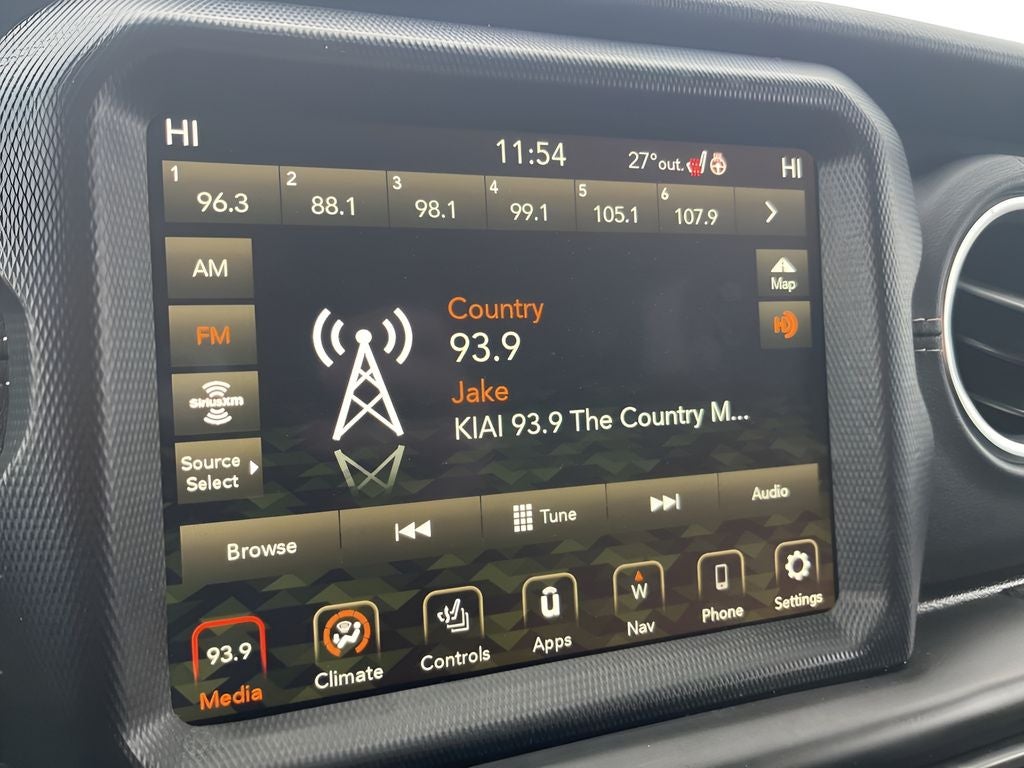 HI
11:54
27° out.
HI
1 96.3
2 88.1
3 98.1
4 99.1
5 105.1
6 107.9
AM
Map
FM
HD
Country
93.9
Jake
KIAI 93.9 The Country M...
SiriusXM
Source
Select
Browse
Tune
Audio
93.9
Media
Climate
Controls
Apps
W
Nav
Phone
Settings